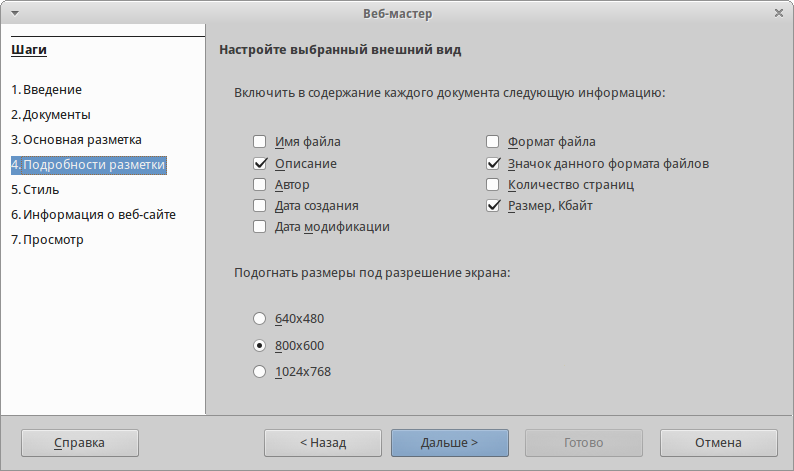 Веб-мастер
Шаги
1. Введение
2. Документы
3. Основная разметка
4. Подробности разметки
5. Стиль
6. Информация о веб-сайте
7. Просмотр
Настройте выбранный внешний вид
Включить в содержание каждого документа следующую информацию:
Имя файла
Описание
Автор
Дата создания
Дата модификации
Формат файла
Значок данного формата файлов
Количество страниц
Размер, Кбайт
Подогнать размеры под разрешение экрана:
640x480
800x600
1024x768
Справка
< Назад
Дальше >
Готово
Отмена